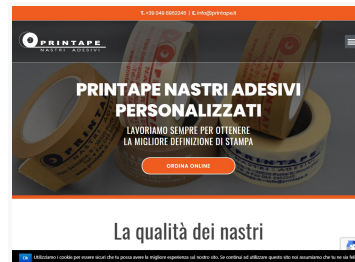 T. +39 049 8862245 | E. info@printape.it
PRINTAPE
NASTRI ADESIVI
PRINTAPE NASTRI ADESIVI
PERSONALIZZATI
LAVORIAMO SEMPRE PER OTTENERE
LA MIGLIORE DEFINIZIONE DI STAMPA
ORDINA ONLINE
La qualità dei nastri
Ok Utilizziamo i cookie per essere sicuri che tu possa avere la migliore esperienza sul nostro sito. Se continui ad utilizzare questo sito noi assumiamo che tu ne sia